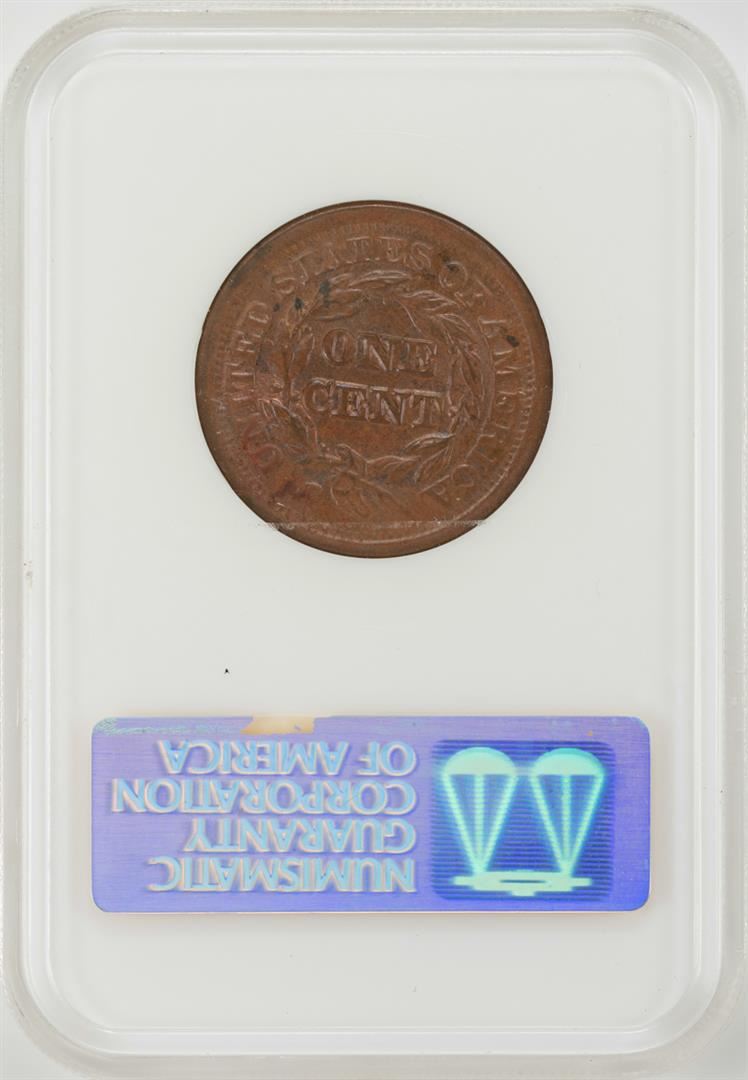 UNITED STATES OF AMERICA
ONE
CENT
NUMISMATIC
GUARANTY
CORPORATION
OF AMERICA